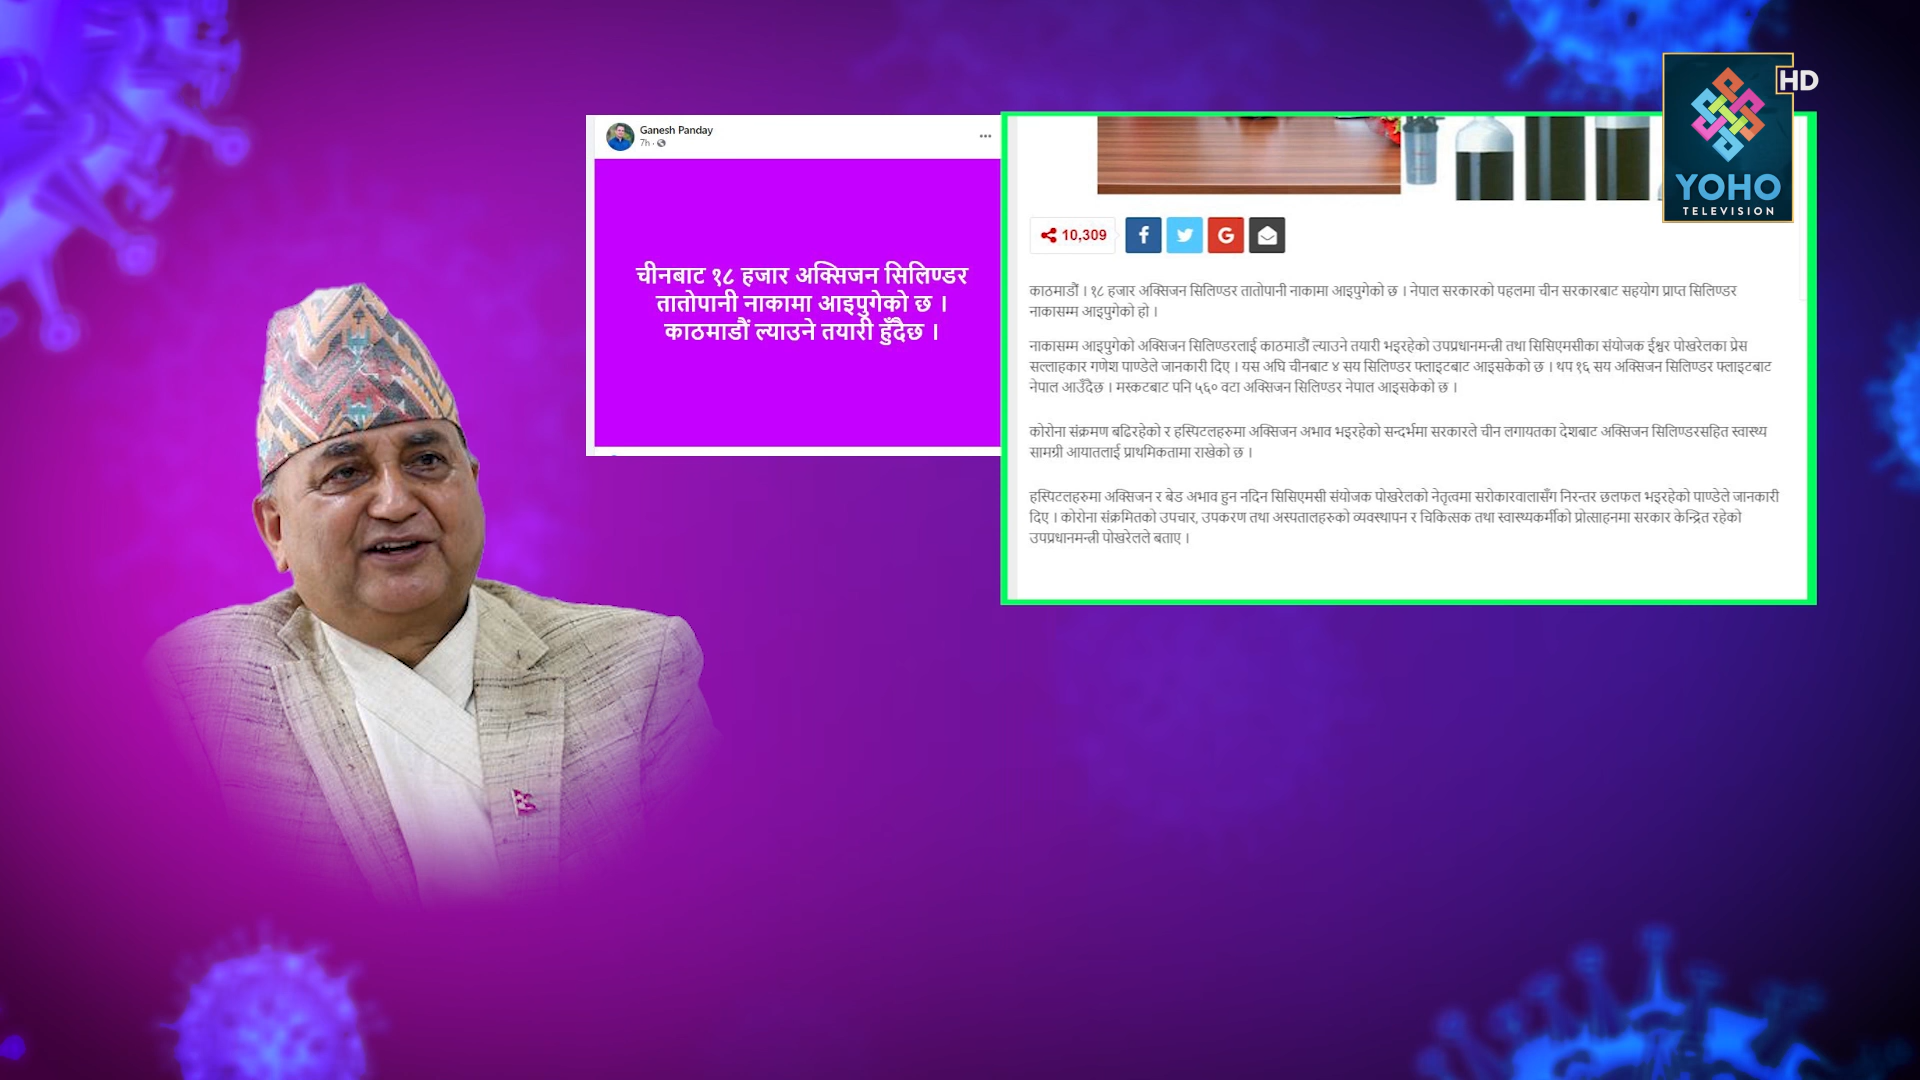 Ganesh Panday
7h
चीनबाट १८ हजार अक्सिजन सिलिण्डर
तातोपानी नाकामा आइपुगेको छ ।
काठमाडौं ल्याउने तयारी हुँदैछ ।
HD
YOHO
TELEVISION
10,309
काठमाडौं । १८ हजार अक्सिजन सिलिण्डर तातोपानी नाकामा आइपुगेको छ । नेपाल सरकारको पहलमा चीन सरकारबाट सहयोग प्राप्त सिलिण्डर
नाकासम्म आइपुगेको हो ।
नाकासम्म आइपुगेको अक्सिजन सिलिण्डरलाई काठमाडौं ल्याउने तयारी भइरहेको उपप्रधानमन्त्री तथा सिसिएमसीका संयोजक ईश्वर पोखरेलका प्रेस
सल्लाहकार गणेश पाण्डेले जानकारी दिए । यस अघि चीनबाट ४ सय सिलिण्डर फ्लाइटबाट आइसकेको छ । थप १६ सय अक्सिजन सिलिण्डर फ्लाइटबाट
नेपाल आउँदैछ । मस्कटबाट पनि ५६० वटा अक्सिजन सिलिण्डर नेपाल आइसकेको छ ।
कोरोना संक्रमण बढिरहेको र हस्पिटलहरुमा अक्सिजन अभाव भइरहेको सन्दर्भमा सरकारले चीन लगायतका देशबाट अक्सिजन सिलिण्डरसहित स्वास्थ्य
सामग्री आयातलाई प्राथमिकतामा राखेको छ ।
हस्पिटलहरुमा अक्सिजन र बेड अभाव हुन नदिन सिसिएमसी संयोजक पोखरेलको नेतृत्वमा सरोकारवालासँग निरन्तर छलफल भइरहेको पाण्डेले जानकारी
दिए । कोरोना संक्रमितको उपचार, उपकरण तथा अस्पतालहरुको व्यवस्थापन र चिकित्सक तथा स्वास्थ्यकर्मीको प्रोत्साहनमा सरकार केन्द्रित रहेको
उपप्रधानमन्त्री पोखरेलले बताए ।